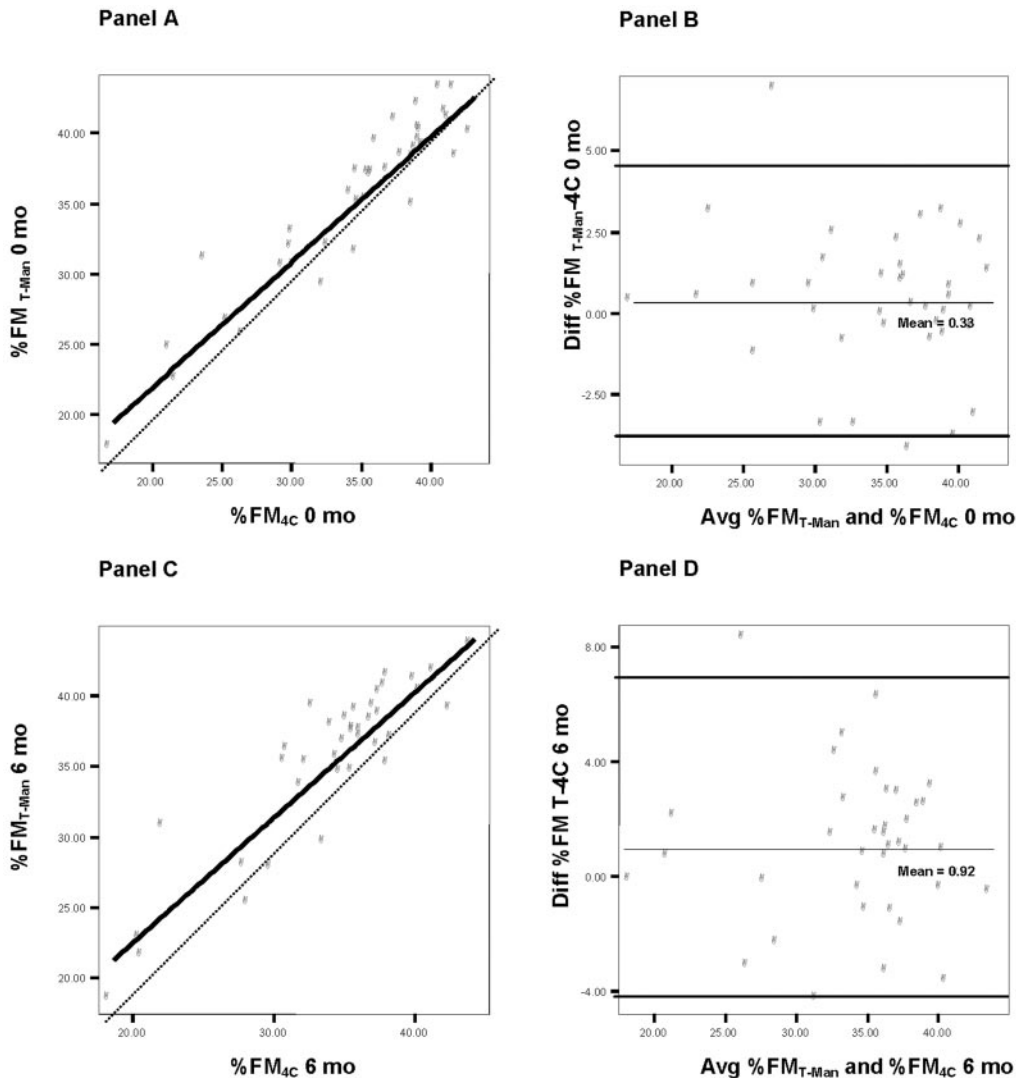 Panel A
%FM T-Man 0 mo
40.00
35.00
30.00
25.00
20.00
20.00 25.00 30.00 35.00 40.00
%FM4C 0 mo
Panel B
Diff %FM T-Man-4C 0 mo
5.00
2.50
0.00
-2.50
Mean = 0.33
20.00 25.00 30.00 35.00 40.00
Avg %FMT-Man and %FM4C 0 mo
Panel C
%FMT-Man 6 mo
40.00
35.00
30.00
25.00
20.00
20.00 30.00 40.00
%FM4C 6 mo
Panel D
Diff %FM T-4C 6 mo
8.00
4.00
0.00
-4.00
Mean = 0.92
20.00 25.00 30.00 35.00 40.00
Avg %FMT-Man and %FM4C 6 mo